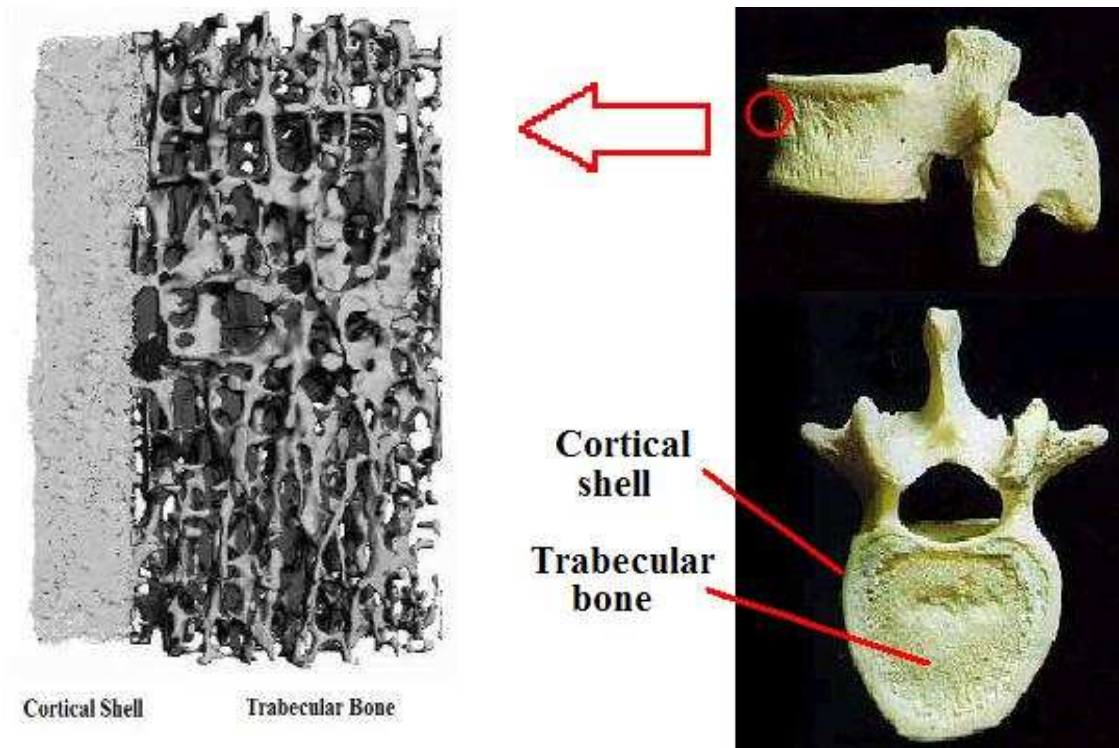 Cortical
shell
Trabecular
bone
Cortical Shell
Trabecular Bone